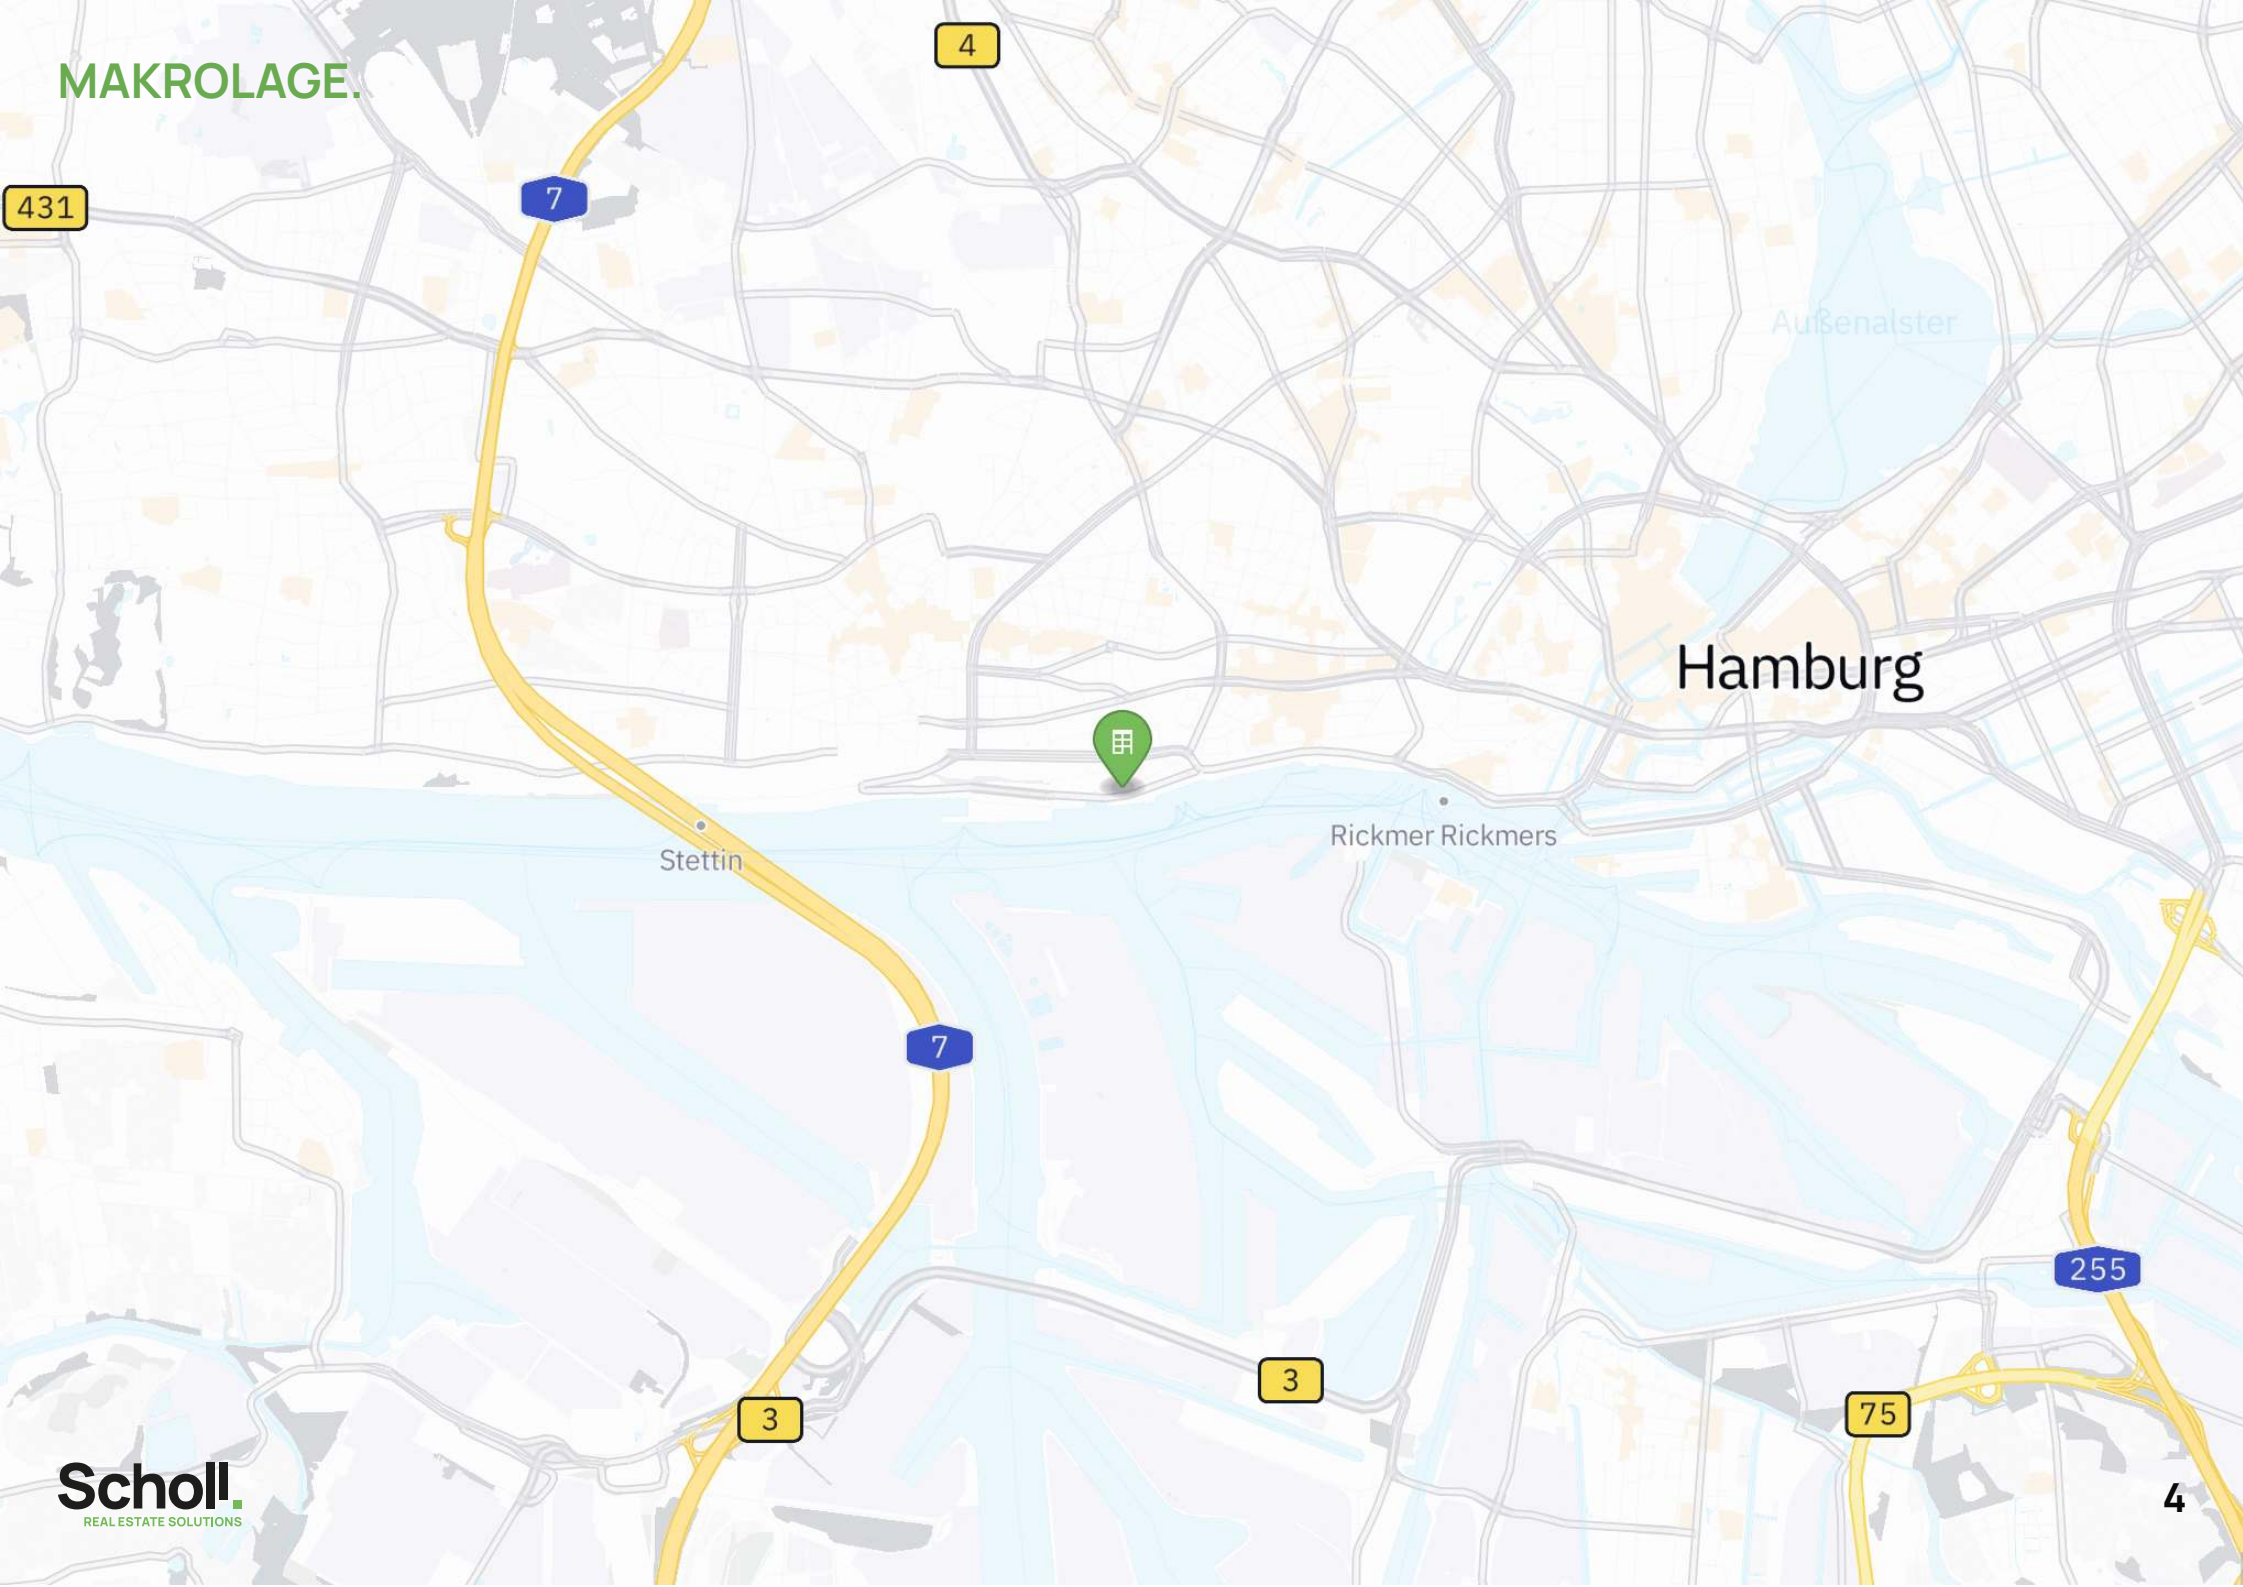 MAKROLAGE.
4
7
431
Außenalster
Hamburg
Rickmer Rickmers
Stettin
7
255
3
3
75
Scholl.
REAL ESTATE SOLUTIONS
4